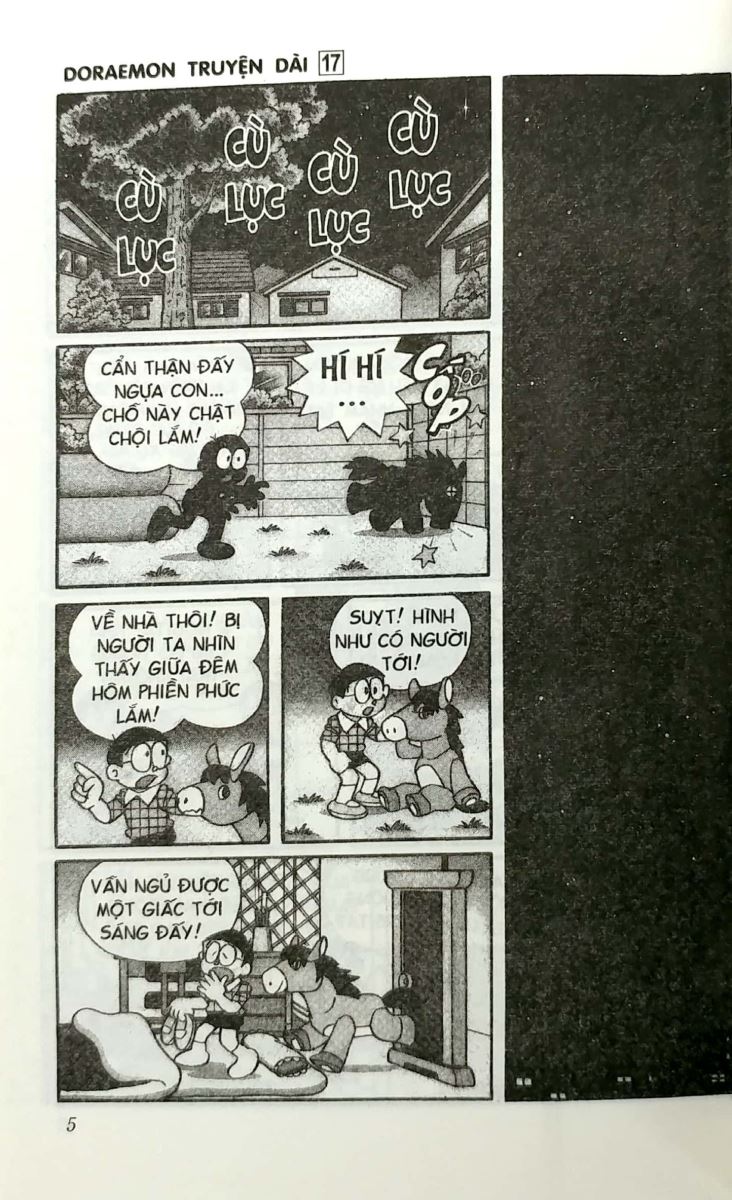 DORAEMON TRUYỆN DÀI 17
CÙ
LỤC
CÙ
LỤC
CÙ
LỤC
CÙ
LỤC
CẨN THẬN ĐẤY
NGỰA CON...
CHỖ NÀY CHẬT
CHỘI LẮM!
HÍ HÍ
...
CỐP
VỀ NHÀ THÔI! BỊ
NGƯỜI TA NHÌN
THẤY GIỮA ĐÊM
HÔM PHIỀN PHỨC
LẮM!
SUỴT! HÌNH
NHƯ CÓ NGƯỜI
TỚI!
VẪN NGỦ ĐƯỢC
MỘT GIẤC TỚI
SÁNG ĐẤY!
5